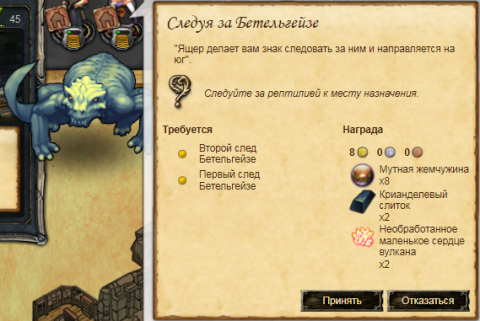 45
Следуя за Бетельгейзе
"Ящер делает вам знак следовать за ним и направляется на
юг".
Следуйте за рептилией к месту назначения.
Требуется
Второй след
Бетельгейзе
Первый след
Бетельгейзе
Награда
8 0 0
Мутная жемчужина
x8
Крианделевый
слиток
x2
Необработанное
маленькое сердце
вулкана
x2
Принять
Отказаться